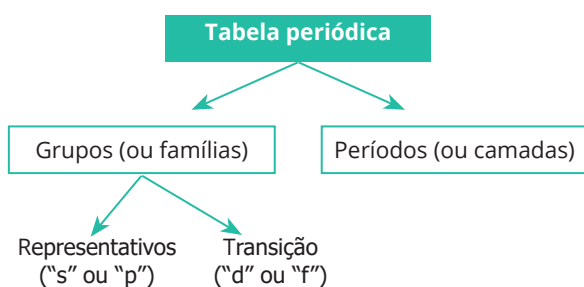 Tabela periódica
Grupos (ou famílias)
Períodos (ou camadas)
Representativos
(“s” ou “p”)
Transição
(“d” ou “f”)